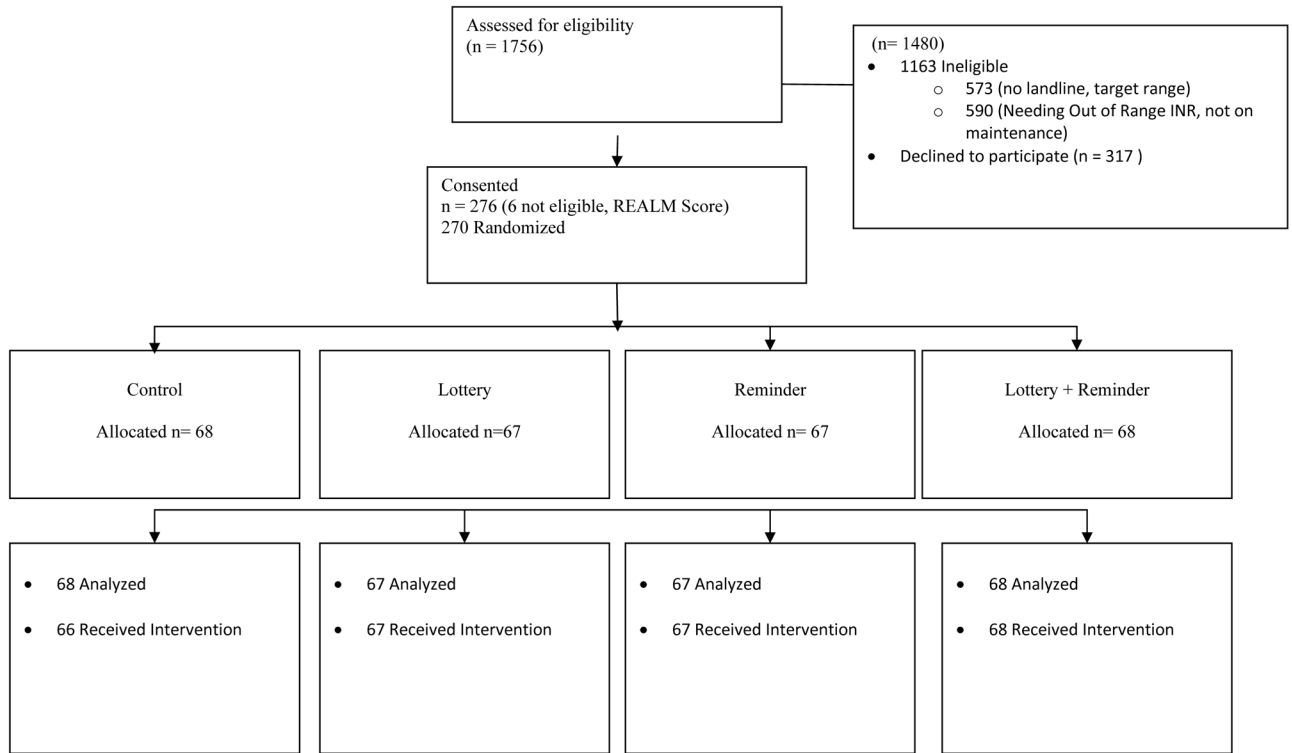 Assessed for eligibility
(n = 1756)
(n= 1480)
• 1163 Ineligible
o 573 (no landline, target range)
o 590 (Needing Out of Range INR, not on
maintenance)
• Declined to participate (n = 317 )
Consented
n = 276 (6 not eligible, REALM Score)
270 Randomized
Control
Allocated n= 68
Lottery
Allocated n=67
Reminder
Allocated n= 67
Lottery + Reminder
Allocated n= 68
• 68 Analyzed
• 66 Received Intervention
• 67 Analyzed
• 67 Received Intervention
• 67 Analyzed
• 67 Received Intervention
• 68 Analyzed
• 68 Received Intervention